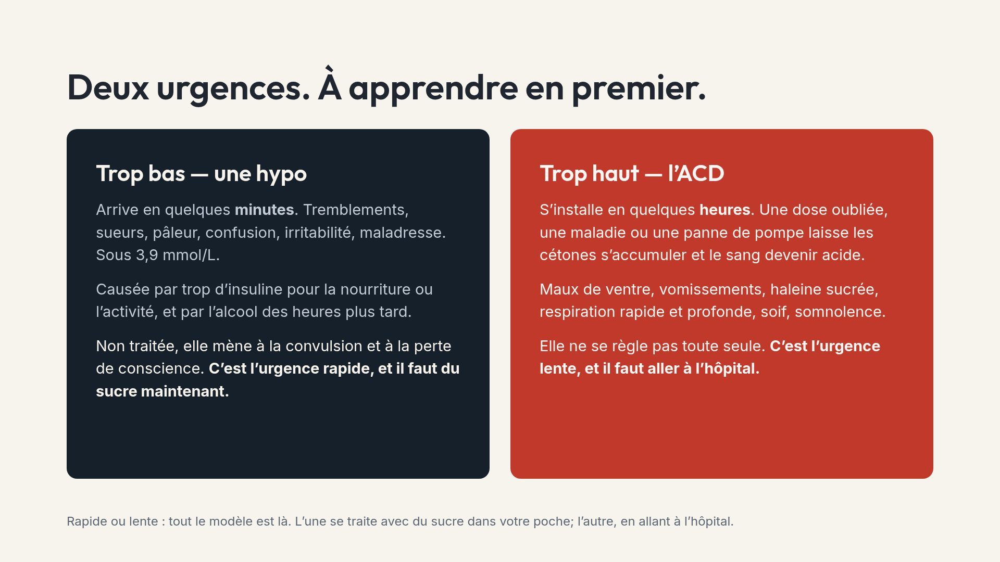 Deux urgences. À apprendre en premier.
Trop bas — une hypo
Arrive en quelques minutes. Tremblements,
sueurs, pâleur, confusion, irritabilité, maladresse.
Sous 3,9 mmol/L.
Causée par trop d’insuline pour la nourriture ou
l’activité, et par l’alcool des heures plus tard.
Non traitée, elle mène à la convulsion et à la perte
de conscience. C’est l’urgence rapide, et il faut du
sucre maintenant.
Trop haut — l’ACD
S’installe en quelques heures. Une dose oubliée,
une maladie ou une panne de pompe laisse les
cétones s’accumuler et le sang devenir acide.
Maux de ventre, vomissements, haleine sucrée,
respiration rapide et profonde, soif, somnolence.
Elle ne se règle pas toute seule. C’est l’urgence
lente, et il faut aller à l’hôpital.
Rapide ou lente : tout le modèle est là. L’une se traite avec du sucre dans votre poche; l’autre, en allant à l’hôpital.